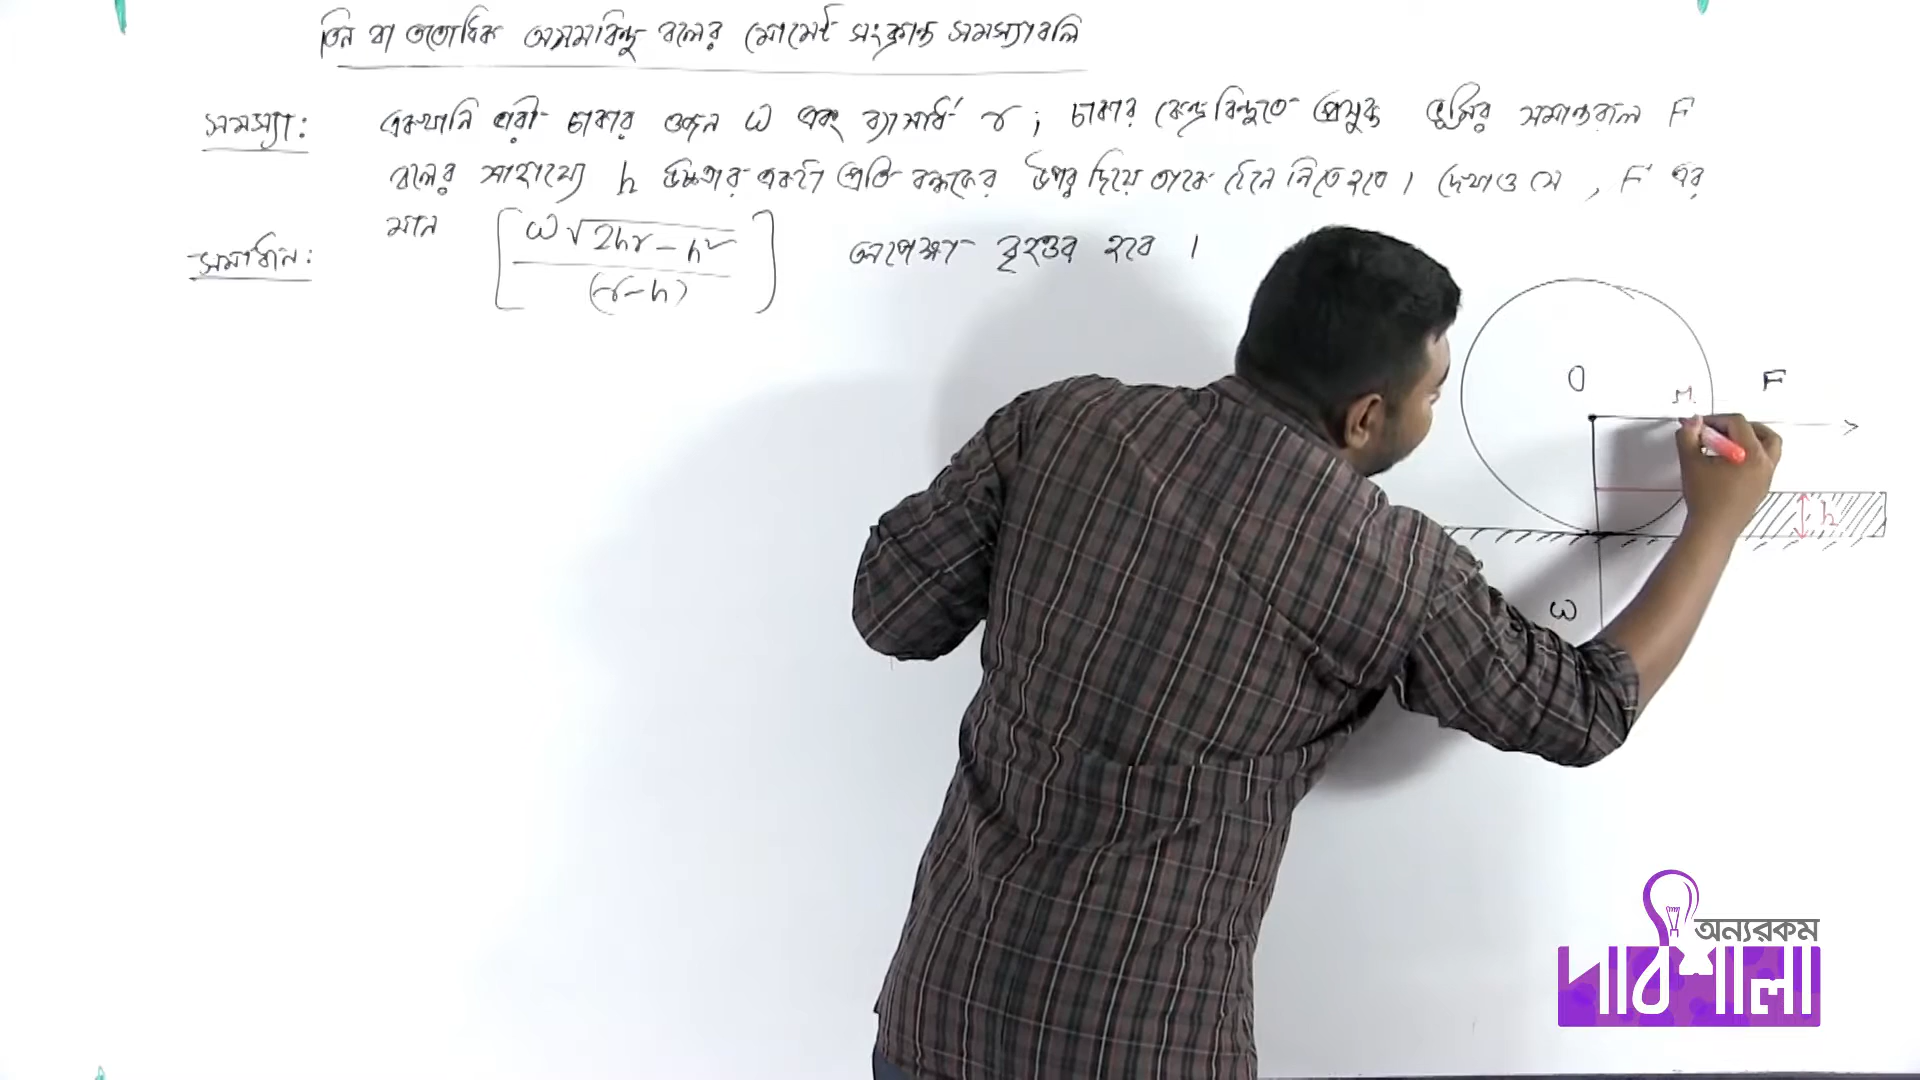 তিন বা ততোধিক অসমবিন্দু বলের মোমেন্ট সংক্রান্ত সমস্যাবলি
সমস্যা: একখানি ভারী চাকার ওজন ω এবং ব্যাসার্ধ r ; চাকার কেন্দ্র বিন্দুতে প্রযুক্ত ভূমির সমান্তরাল F
বলের সাহায্যে h উচ্চতার একটা প্রতি বন্ধকের উপর দিয়ে তাকে টেনে নিতে হবে । দেখাও যে , F এর
মান [ω√2hr-h² / (r-h)] অপেক্ষা বৃহত্তর হবে ।
সমাধান:
O
M
F
h
ω
অন্যরকম
পাঠশালা